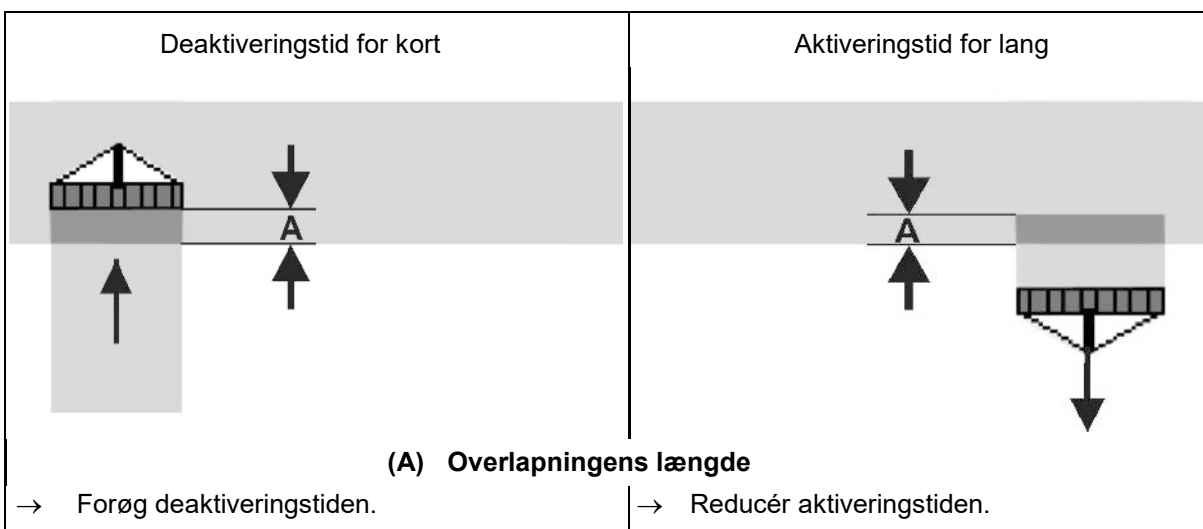 Deaktiveringstid for kort
Aktiveringstid for lang
A
A
(A) Overlapningens længde
→ Forøg deaktiveringstiden.
→ Reducér aktiveringstiden.